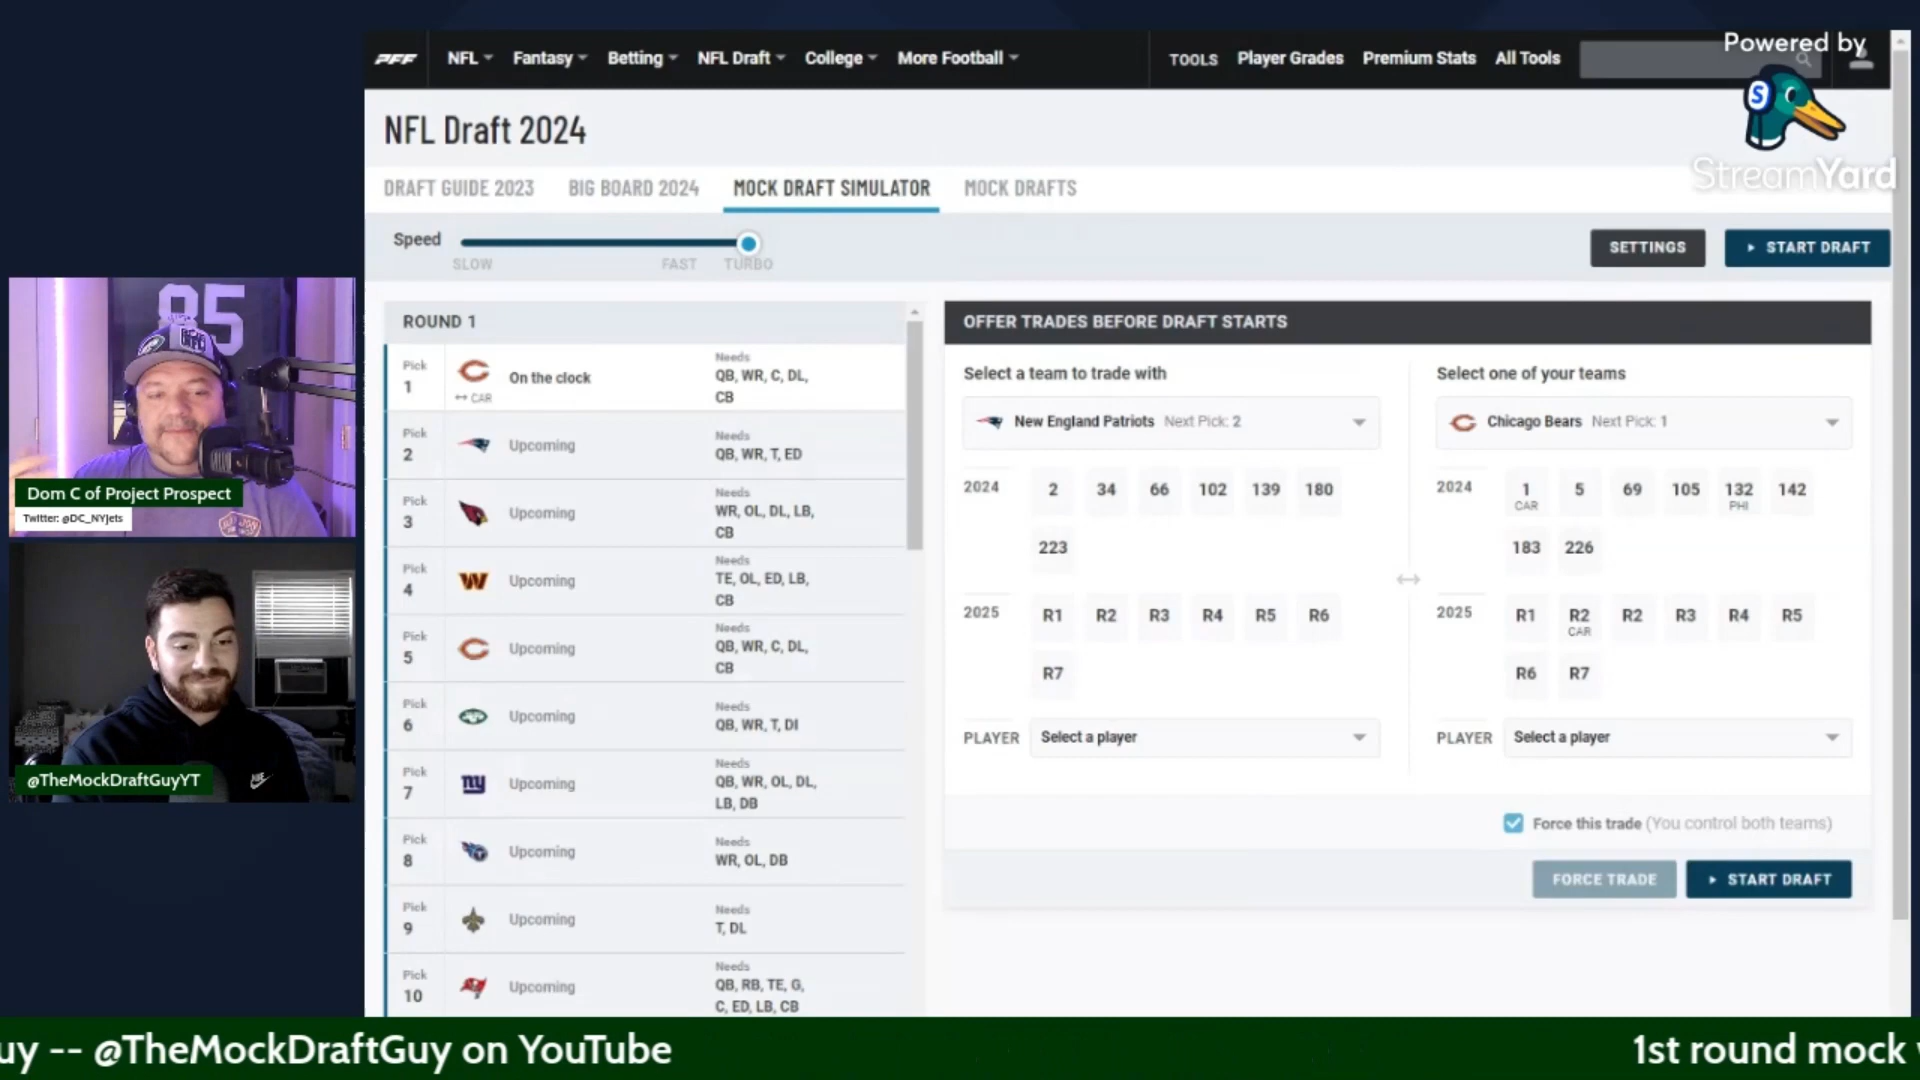 PFF
NFL
Fantasy
Betting
NFL Draft
College
More Football
TOOLS
Player Grades
Premium Stats
All Tools
Powered by
S
StreamYard
NFL Draft 2024
DRAFT GUIDE 2023
BIG BOARD 2024
MOCK DRAFT SIMULATOR
MOCK DRAFTS
Speed
SLOW
FAST
TURBO
SETTINGS
START DRAFT
ROUND 1
Pick
1
↔ CAR
On the clock
Needs
QB, WR, C, DL,
CB
Pick
2
Upcoming
Needs
QB, WR, T, ED
Pick
3
Upcoming
Needs
WR, OL, DL, LB,
CB
Pick
4
W
Upcoming
Needs
TE, OL, ED, LB,
CB
Pick
5
Upcoming
Needs
QB, WR, C, DL,
CB
Pick
6
Upcoming
Needs
QB, WR, T, DI
Pick
7
ny
Upcoming
Needs
QB, WR, OL, DL,
LB, DB
Pick
8
Upcoming
Needs
WR, OL, DB
Pick
9
Upcoming
Needs
T, DL
Pick
10
Upcoming
Needs
QB, RB, TE, G,
C, ED, LB, CB
OFFER TRADES BEFORE DRAFT STARTS
Select a team to trade with
New England Patriots Next Pick: 2
2024
2 34 66 102 139 180
223
2025
R1 R2 R3 R4 R5 R6
R7
PLAYER
Select a player
Select one of your teams
Chicago Bears Next Pick: 1
2024
1 5 69 105 132 142
CAR PHI
183 226
2025
R1 R2 R2 R3 R4 R5
CAR
R6 R7
PLAYER
Select a player
Force this trade (You control both teams)
FORCE TRADE
START DRAFT
85
Dom C of Project Prospect
Twitter: @DC_NYjets
@TheMockDraftGuyYT
uy -- @TheMockDraftGuy on YouTube
1st round mock